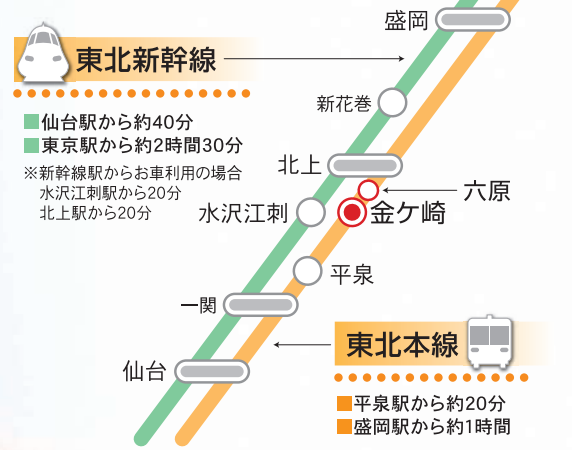 盛岡
東北新幹線
新花巻
■仙台駅から約40分
■東京駅から約2時間30分
※新幹線駅からお車利用の場合
水沢江刺駅から20分
北上駅から20分
北上
六原
水沢江刺
金ケ崎
平泉
一関
仙台
東北本線
■平泉駅から約20分
■盛岡駅から約1時間